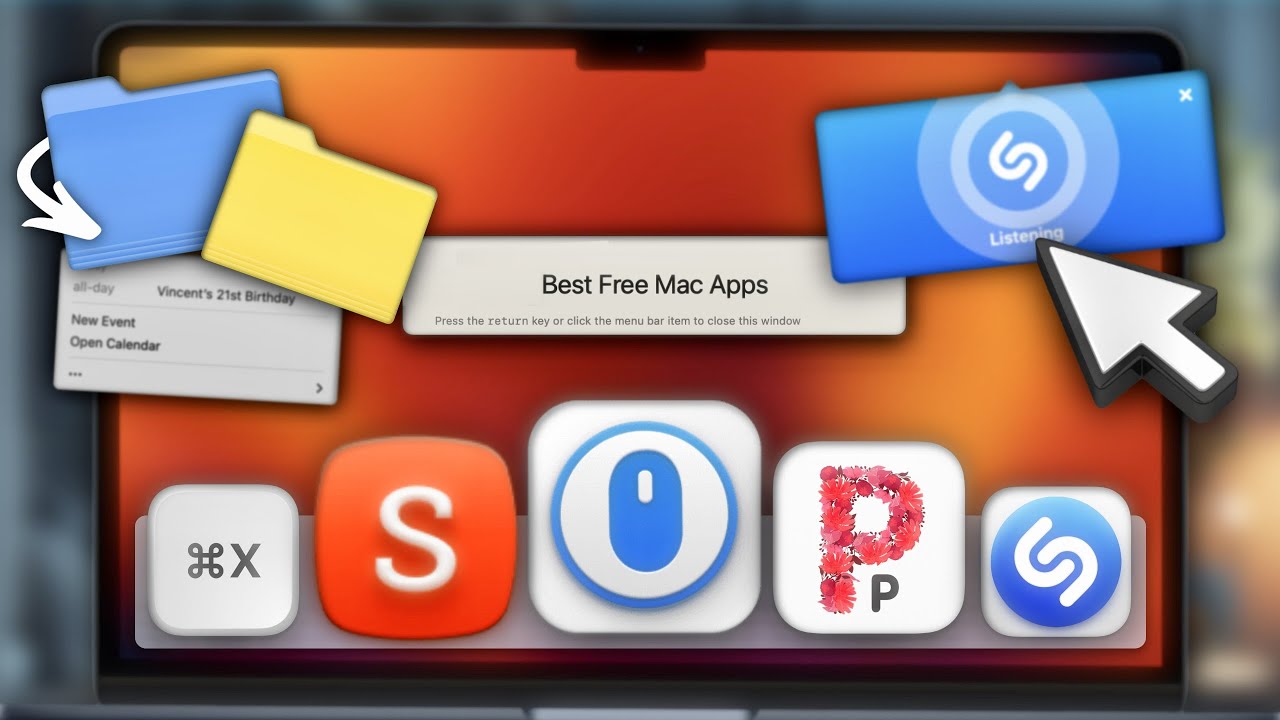 all-day Vincent's 21st Birthday
New Event
Open Calendar
•••
Listening
Best Free Mac Apps
Press the return key or click the menu bar item to close this window
⌘X
S
P
P